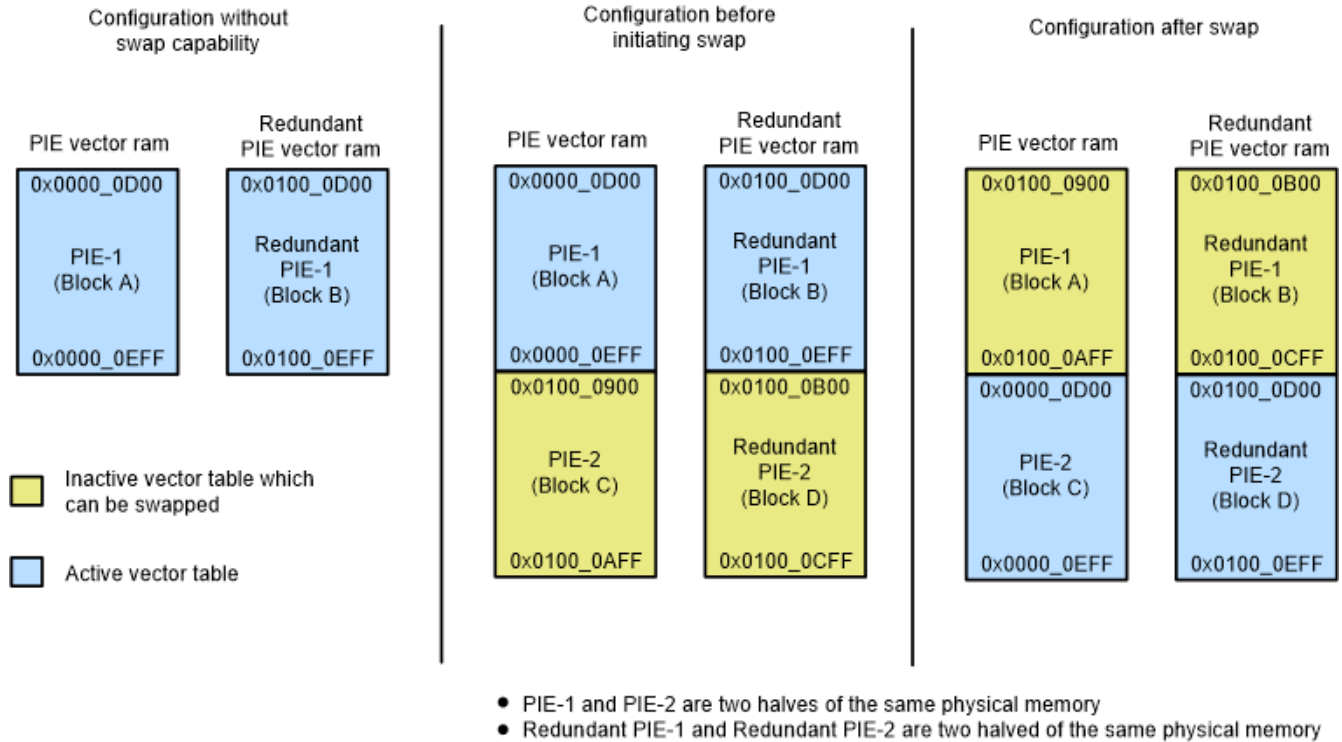 Configuration without
swap capability
PIE vector ram
Redundant
PIE vector ram
0x0000_0D00
PIE-1
(Block A)
0x0000_0EFF
0x0100_0D00
Redundant
PIE-1
(Block B)
0x0100_0EFF
Inactive vector table which
can be swapped
Active vector table
Configuration before
initiating swap
PIE vector ram
Redundant
PIE vector ram
0x0000_0D00
PIE-1
(Block A)
0x0000_0EFF
0x0100_0900
PIE-2
(Block C)
0x0100_0AFF
0x0100_0D00
Redundant
PIE-1
(Block B)
0x0100_0EFF
0x0100_0B00
Redundant
PIE-2
(Block D)
0x0100_0CFF
Configuration after swap
PIE vector ram
Redundant
PIE vector ram
0x0100_0900
PIE-1
(Block A)
0x0100_0AFF
0x0000_0D00
PIE-2
(Block C)
0x0000_0EFF
0x0100_0B00
Redundant
PIE-1
(Block B)
0x0100_0CFF
0x0100_0D00
Redundant
PIE-2
(Block D)
0x0100_0EFF
● PIE-1 and PIE-2 are two halves of the same physical memory
● Redundant PIE-1 and Redundant PIE-2 are two halved of the same physical memory